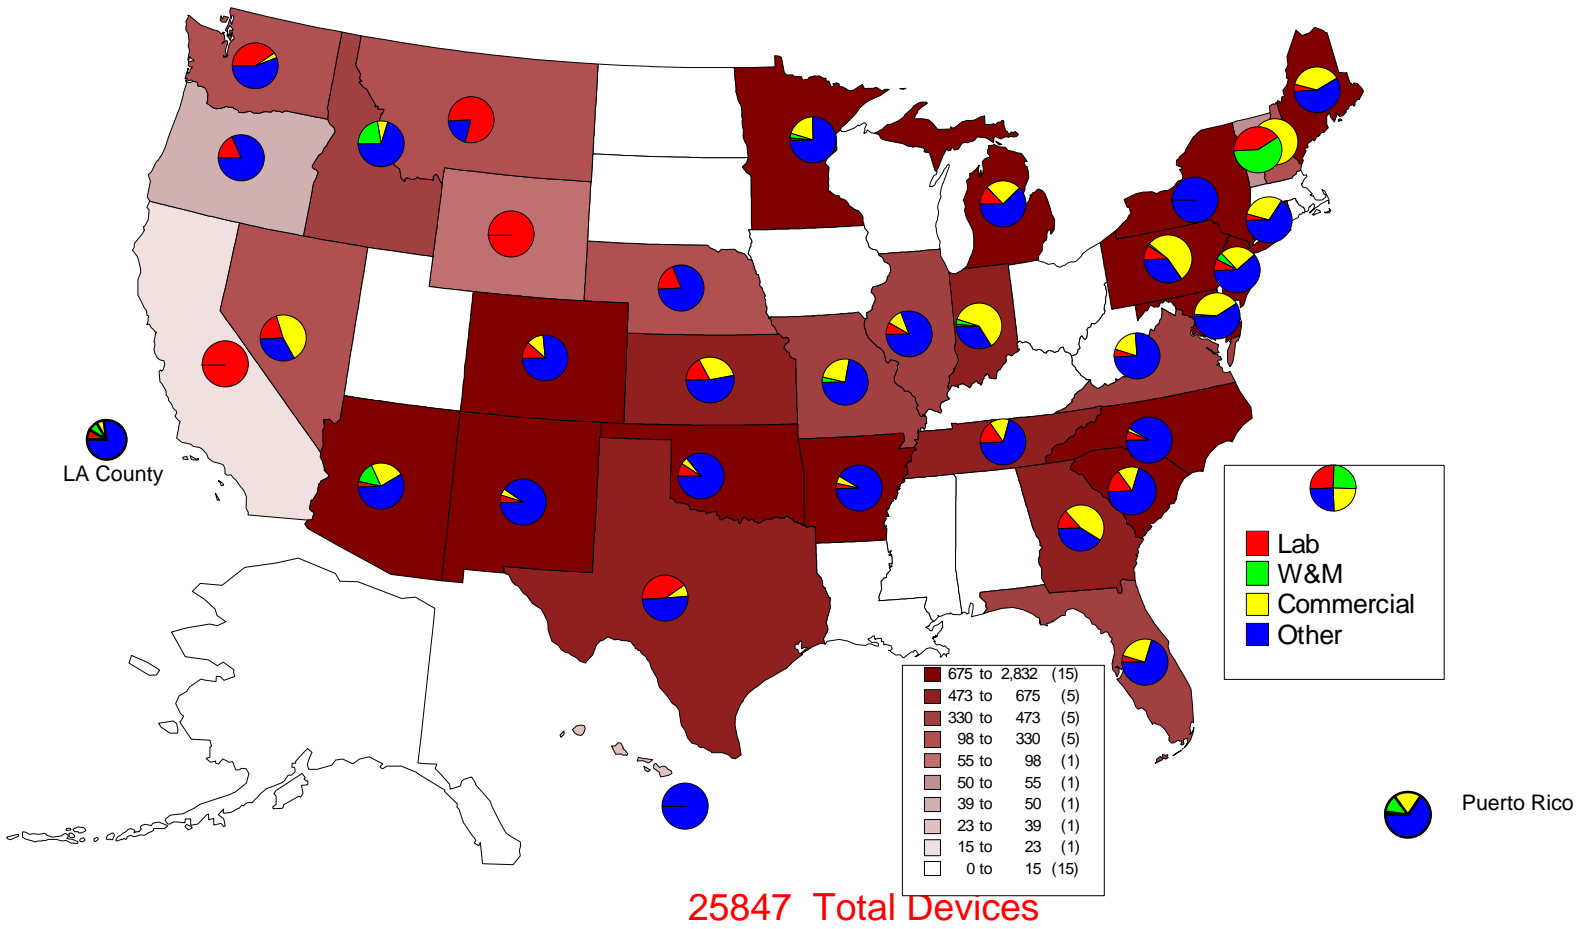 LA County
Lab
W&M
Commercial
Other
675 to 2,832 (15)
473 to 675 (5)
330 to 473 (5)
98 to 330 (5)
55 to 98 (1)
50 to 55 (1)
39 to 50 (1)
23 to 39 (1)
15 to 23 (1)
0 to 15 (15)
Puerto Rico
25847 Total Devices